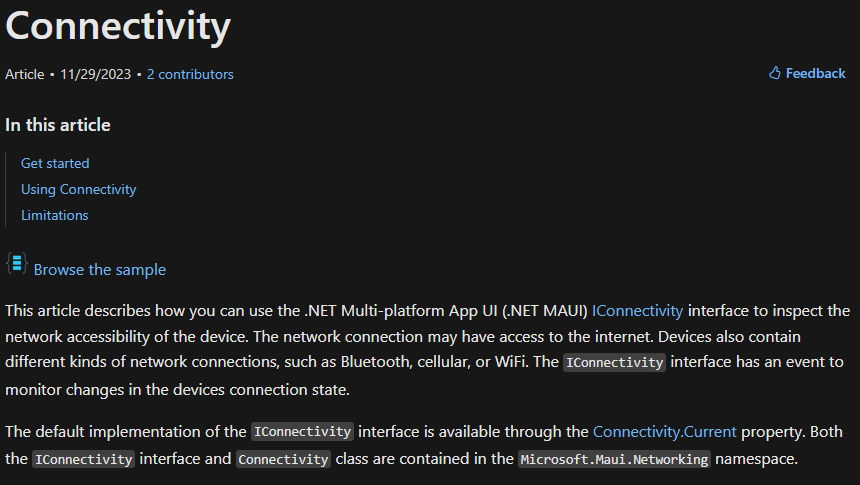 Connectivity
Article • 11/29/2023 • 2 contributors
Feedback
In this article
Get started
Using Connectivity
Limitations
Browse the sample
This article describes how you can use the .NET Multi-platform App UI (.NET MAUI) IConnectivity interface to inspect the
network accessibility of the device. The network connection may have access to the internet. Devices also contain
different kinds of network connections, such as Bluetooth, cellular, or WiFi. The IConnectivity interface has an event to
monitor changes in the devices connection state.
The default implementation of the IConnectivity interface is available through the Connectivity.Current property. Both
the IConnectivity interface and Connectivity class are contained in the Microsoft.Maui.Networking namespace.